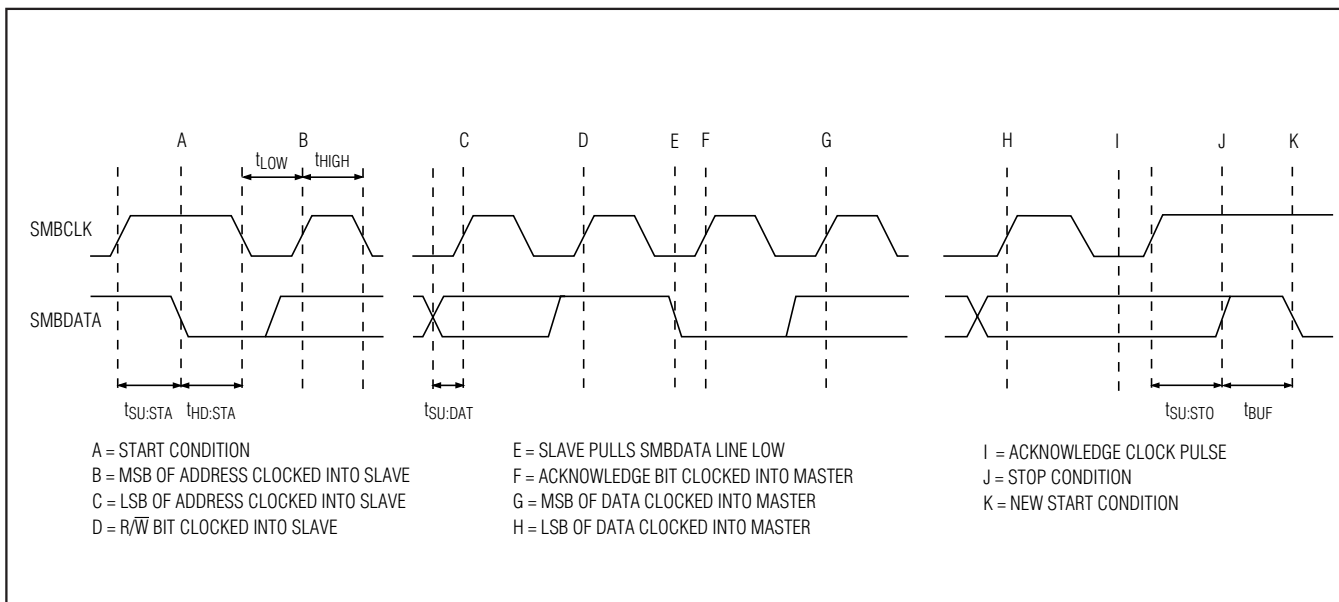 A B C D E F G H I J K
tLOW tHIGH
SMBCLK
SMBDATA
tSU:STA tHD:STA tSU:DAT tSU:STO tBUF
A = START CONDITION
B = MSB OF ADDRESS CLOCKED INTO SLAVE
C = LSB OF ADDRESS CLOCKED INTO SLAVE
D = R/W̅ BIT CLOCKED INTO SLAVE
E = SLAVE PULLS SMBDATA LINE LOW
F = ACKNOWLEDGE BIT CLOCKED INTO MASTER
G = MSB OF DATA CLOCKED INTO MASTER
H = LSB OF DATA CLOCKED INTO MASTER
I = ACKNOWLEDGE CLOCK PULSE
J = STOP CONDITION
K = NEW START CONDITION